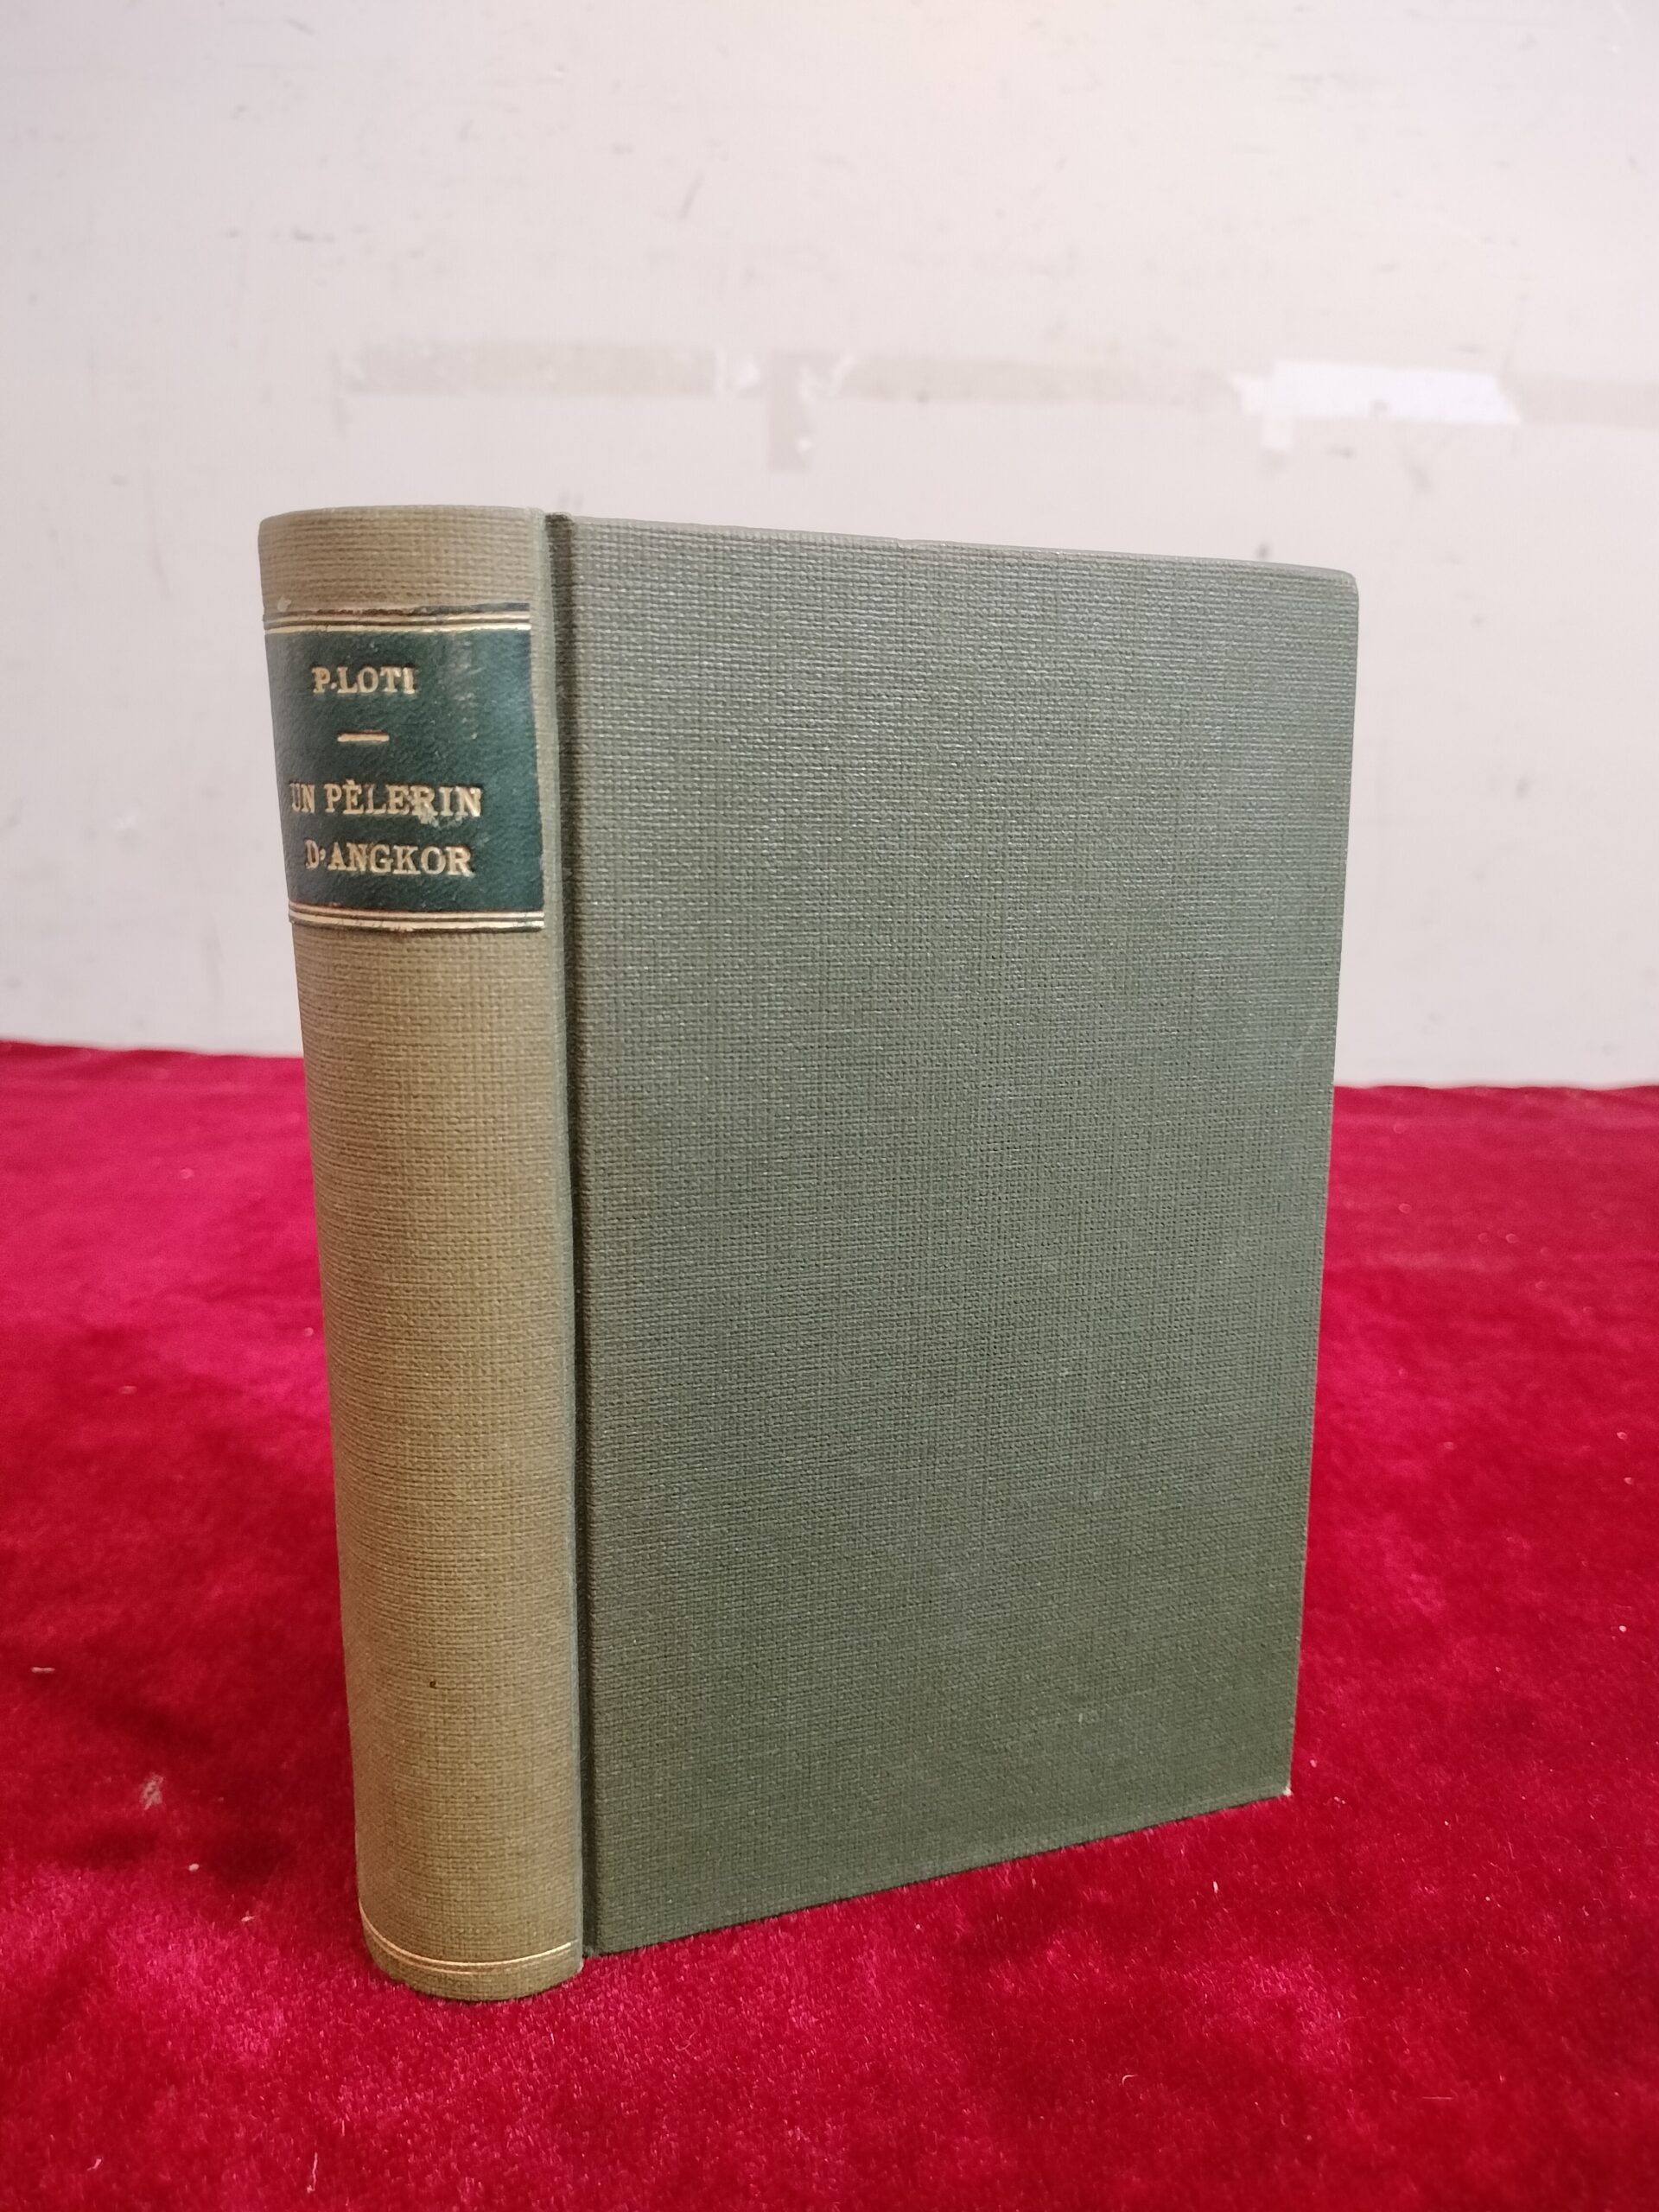 P·LOTI
UN PÈLERIN
D'ANGKOR